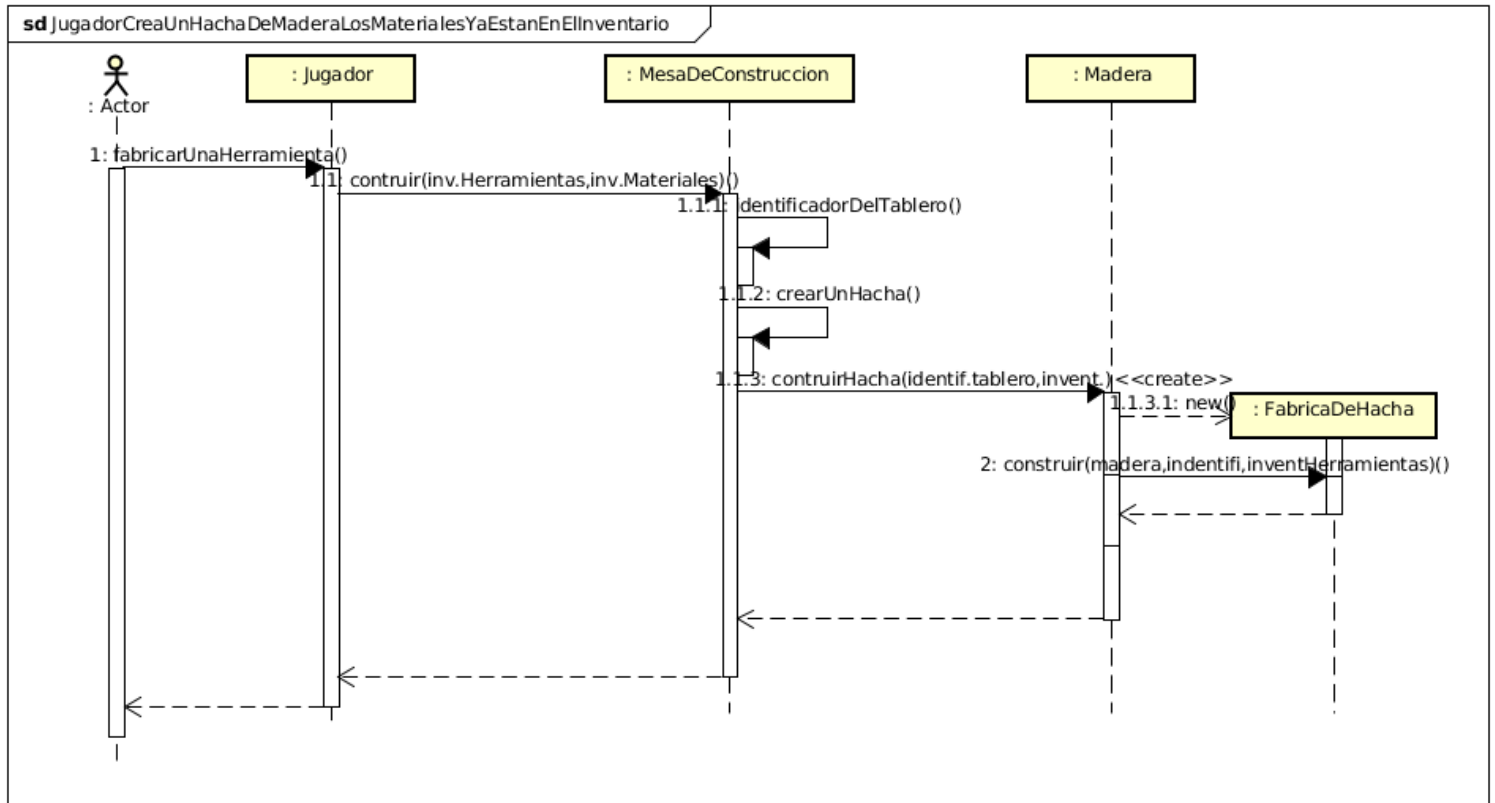 sd JugadorCreaUnHachaDeMaderaLosMaterialesYaEstanEnElInventario
: Actor
: Jugador
: MesaDeConstruccion
: Madera
1: fabricarUnaHerramienta()
1.1: contruir(inv.Herramientas,inv.Materiales)()
1.1.1: identificadorDelTablero()
1.1.2: crearUnHacha()
1.1.3: contruirHacha(identif.tablero,invent.)
<<create>>
1.1.3.1: new()
: FabricaDeHacha
2: construir(madera,indentifi,inventHerramientas)()